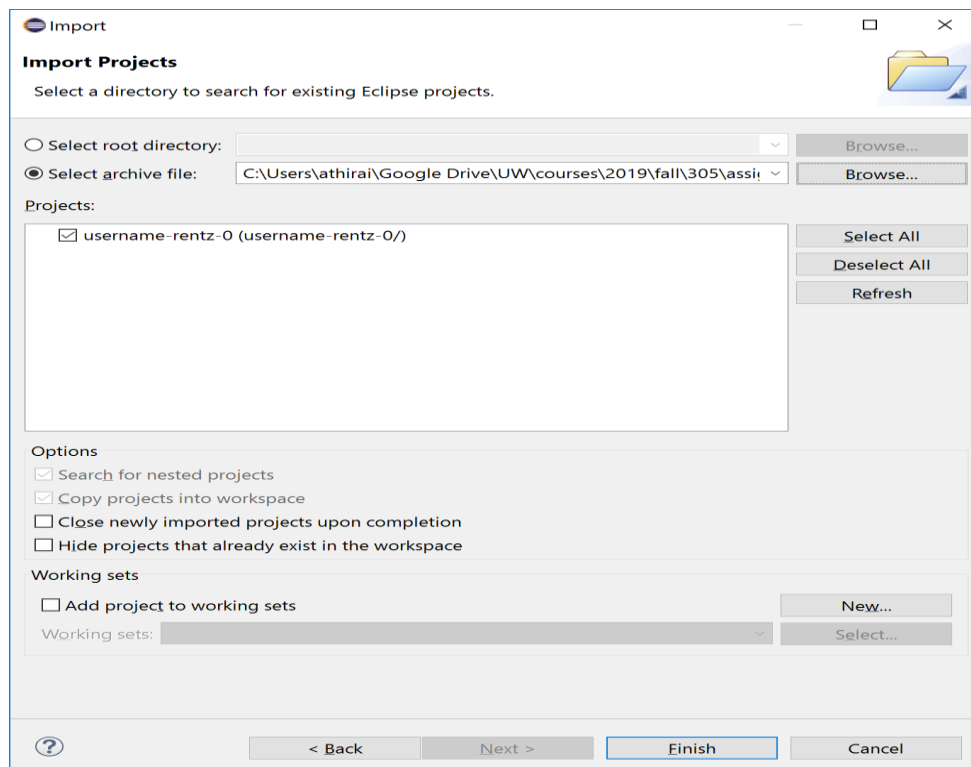 Import
Import Projects
Select a directory to search for existing Eclipse projects.
Select root directory:
Browse...
Select archive file:
C:\Users\athirai\Google Drive\UW\courses\2019\fall\305\assig
Browse...
Projects:
username-rentz-0 (username-rentz-0/)
Select All
Deselect All
Refresh
Options
Search for nested projects
Copy projects into workspace
Close newly imported projects upon completion
Hide projects that already exist in the workspace
Working sets
Add project to working sets
New...
Working sets:
Select...
?
< Back
Next >
Finish
Cancel